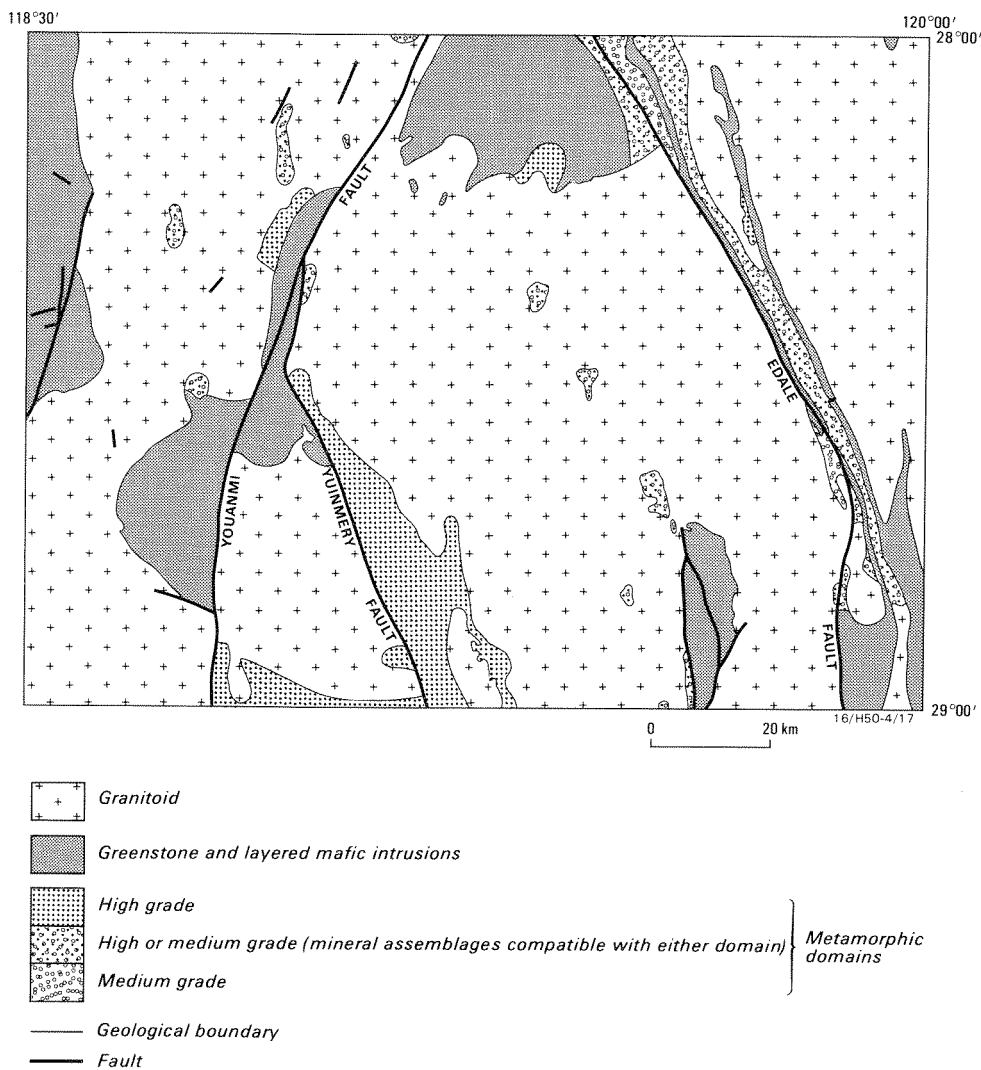 118°30'
120°00'
28°00'
FAULT
EDALE
YOUANMI
YUINMERY
FAULT
FAULT
16/H50-4/17
29°00'
0 20 km
Granitoid
Greenstone and layered mafic intrusions
High grade
High or medium grade (mineral assemblages compatible with either domain)
Metamorphic
domains
Medium grade
Geological boundary
Fault